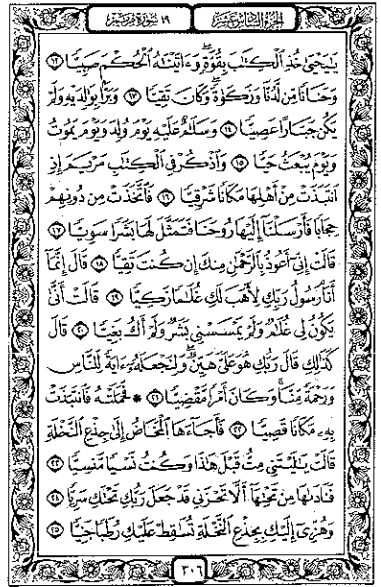 الجزء السادس عشر
١٩ سورة مريم
يَٰيَحْيَىٰ خُذِ ٱلْكِتَٰبَ بِقُوَّةٍ ۖ وَءَاتَيْنَٰهُ ٱلْحُكْمَ صَبِيًّا ١٢
وَحَنَانًا مِّن لَّدُنَّا وَزَكَوٰةً ۖ وَكَانَ تَقِيًّا ١٣ وَبَرًّۢا بِوَٰلِدَيْهِ وَلَمْ
يَكُن جَبَّارًا عَصِيًّا ١٤ وَسَلَٰمٌ عَلَيْهِ يَوْمَ وُلِدَ وَيَوْمَ يَمُوتُ
وَيَوْمَ يُبْعَثُ حَيًّا ١٥ وَٱذْكُرْ فِى ٱلْكِتَٰبِ مَرْيَمَ إِذِ
ٱنتَبَذَتْ مِنْ أَهْلِهَا مَكَانًا شَرْقِيًّا ١٦ فَٱتَّخَذَتْ مِن دُونِهِمْ
حِجَابًا فَأَرْسَلْنَآ إِلَيْهَا رُوحَنَا فَتَمَثَّلَ لَهَا بَشَرًا سَوِيًّا ١٧
قَالَتْ إِنِّىٓ أَعُوذُ بِٱلرَّحْمَٰنِ مِنكَ إِن كُنتَ تَقِيًّا ١٨ قَالَ إِنَّمَآ
أَنَا۠ رَسُولُ رَبِّكِ لِأَهَبَ لَكِ غُلَٰمًا زَكِيًّا ١٩ قَالَتْ أَنَّىٰ
يَكُونُ لِى غُلَٰمٌ وَلَمْ يَمْسَسْنِى بَشَرٌ وَلَمْ أَكُ بَغِيًّا ٢٠ قَالَ
كَذَٰلِكِ قَالَ رَبُّكِ هُوَ عَلَىَّ هَيِّنٌ ۖ وَلِنَجْعَلَهُۥٓ ءَايَةً لِّلنَّاسِ
وَرَحْمَةً مِّنَّا ۚ وَكَانَ أَمْرًا مَّقْضِيًّا ٢١ * فَحَمَلَتْهُ فَٱنتَبَذَتْ
بِهِۦ مَكَانًا قَصِيًّا ٢٢ فَأَجَآءَهَا ٱلْمَخَاضُ إِلَىٰ جِذْعِ ٱلنَّخْلَةِ
قَالَتْ يَٰلَيْتَنِى مِتُّ قَبْلَ هَٰذَا وَكُنتُ نَسْيًا مَّنسِيًّا ٢٣
فَنَادَىٰهَا مِن تَحْتِهَآ أَلَّا تَحْزَنِى قَدْ جَعَلَ رَبُّكِ تَحْتَكِ سَرِيًّا ٢٤
وَهُزِّىٓ إِلَيْكِ بِجِذْعِ ٱلنَّخْلَةِ تُسَٰقِطْ عَلَيْكِ رُطَبًا جَنِيًّا ٢٥
٣٠٦